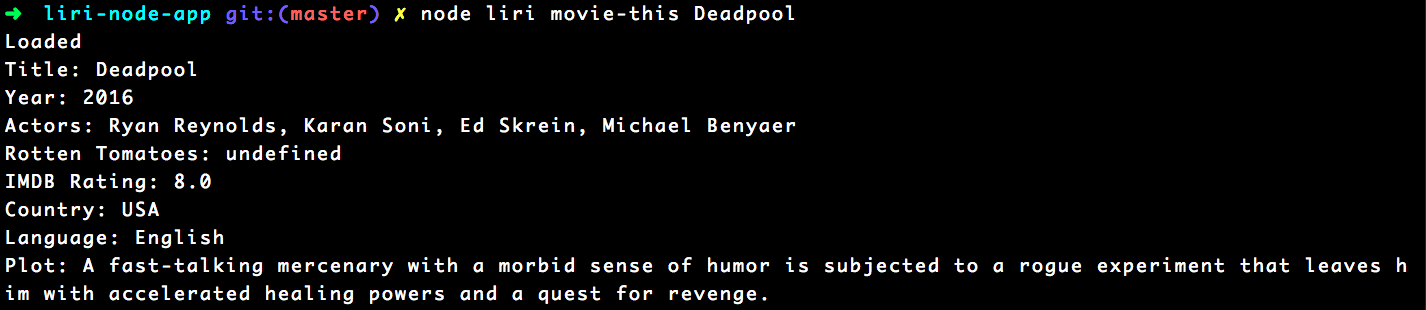 ➜  liri-node-app git:(master) ✗ node liri movie-this Deadpool
Loaded
Title: Deadpool
Year: 2016
Actors: Ryan Reynolds, Karan Soni, Ed Skrein, Michael Benyaer
Rotten Tomatoes: undefined
IMDB Rating: 8.0
Country: USA
Language: English
Plot: A fast-talking mercenary with a morbid sense of humor is subjected to a rogue experiment that leaves h
im with accelerated healing powers and a quest for revenge.